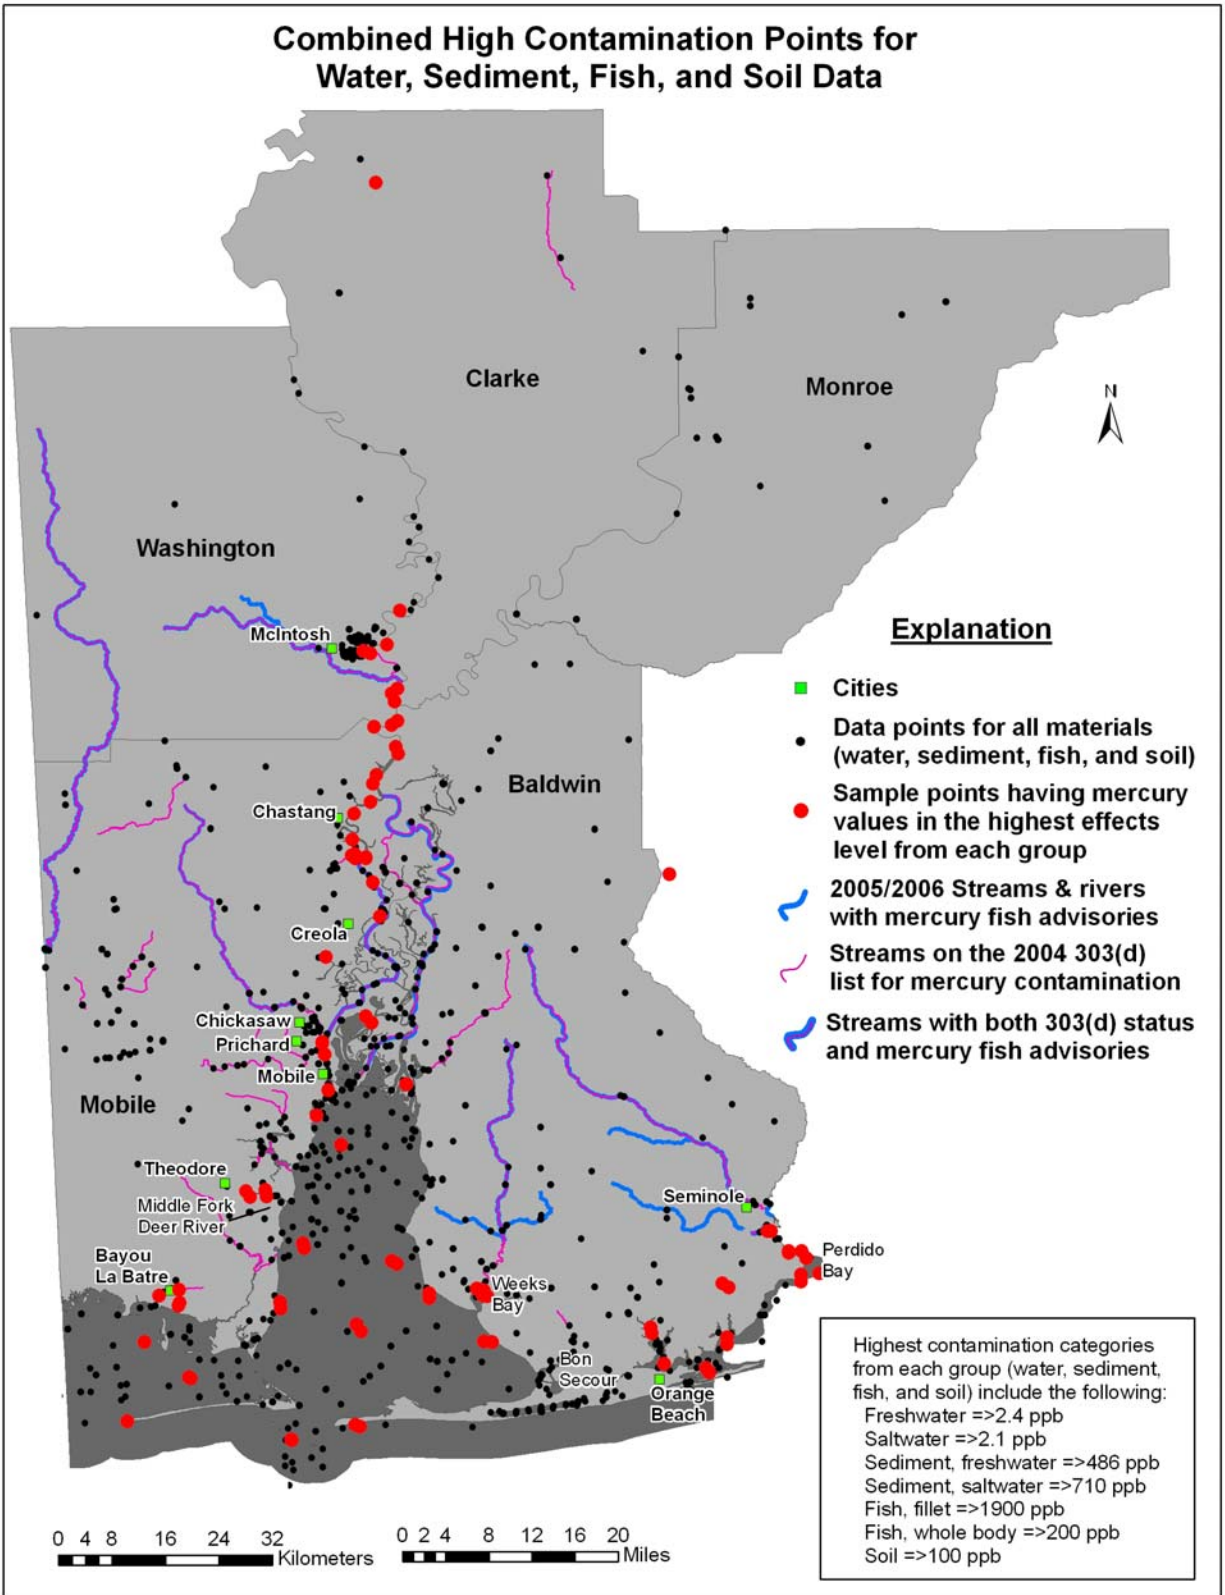 Combined High Contamination Points for
Water, Sediment, Fish, and Soil Data
Clarke
Monroe
N
Washington
McIntosh
Explanation
Cities
Data points for all materials
(water, sediment, fish, and soil)
Baldwin
Chastang
Sample points having mercury
values in the highest effects
level from each group
2005/2006 Streams & rivers
with mercury fish advisories
Creola
Streams on the 2004 303(d)
list for mercury contamination
Chickasaw
Prichard
Streams with both 303(d) status
and mercury fish advisories
Mobile
Mobile
Theodore
Middle Fork
Deer River
Seminole
Bayou
La Batre
Perdido
Bay
Weeks
Bay
Bon
Secour
Orange
Beach
Highest contamination categories
from each group (water, sediment,
fish, and soil) include the following:
Freshwater =>2.4 ppb
Saltwater =>2.1 ppb
Sediment, freshwater =>486 ppb
Sediment, saltwater =>710 ppb
Fish, fillet =>1900 ppb
Fish, whole body =>200 ppb
Soil =>100 ppb
0 4 8 16 24 32
Kilometers
0 2 4 8 12 16 20
Miles